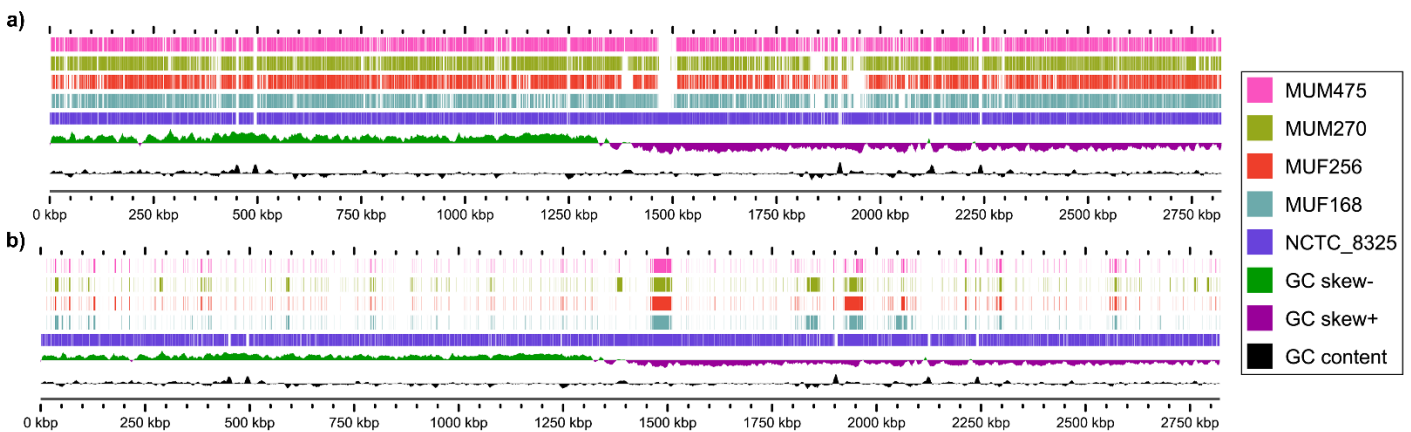 a)
0 kbp 250 kbp 500 kbp 750 kbp 1000 kbp 1250 kbp 1500 kbp 1750 kbp 2000 kbp 2250 kbp 2500 kbp 2750 kbp
b)
0 kbp 250 kbp 500 kbp 750 kbp 1000 kbp 1250 kbp 1500 kbp 1750 kbp 2000 kbp 2250 kbp 2500 kbp 2750 kbp
MUM475
MUM270
MUF256
MUF168
NCTC_8325
GC skew-
GC skew+
GC content